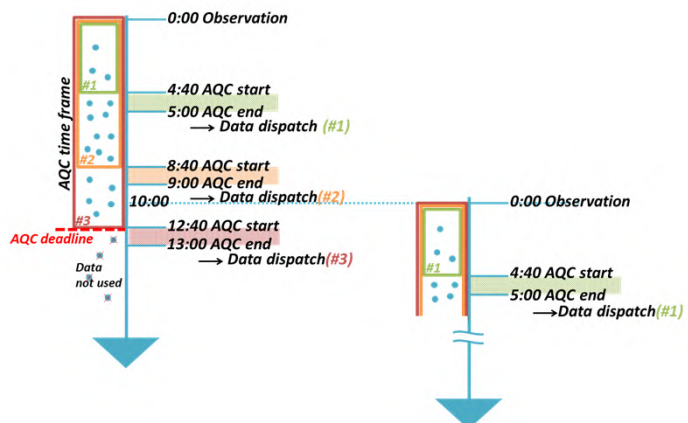 0:00 Observation
AQC time frame
#1
4:40 AQC start
5:00 AQC end
→ Data dispatch (#1)
#2
8:40 AQC start
9:00 AQC end
→ Data dispatch(#2)
10:00
#3
12:40 AQC start
AQC deadline
13:00 AQC end
→ Data dispatch(#3)
Data
not used
0:00 Observation
#1
4:40 AQC start
5:00 AQC end
→Data dispatch(#1)